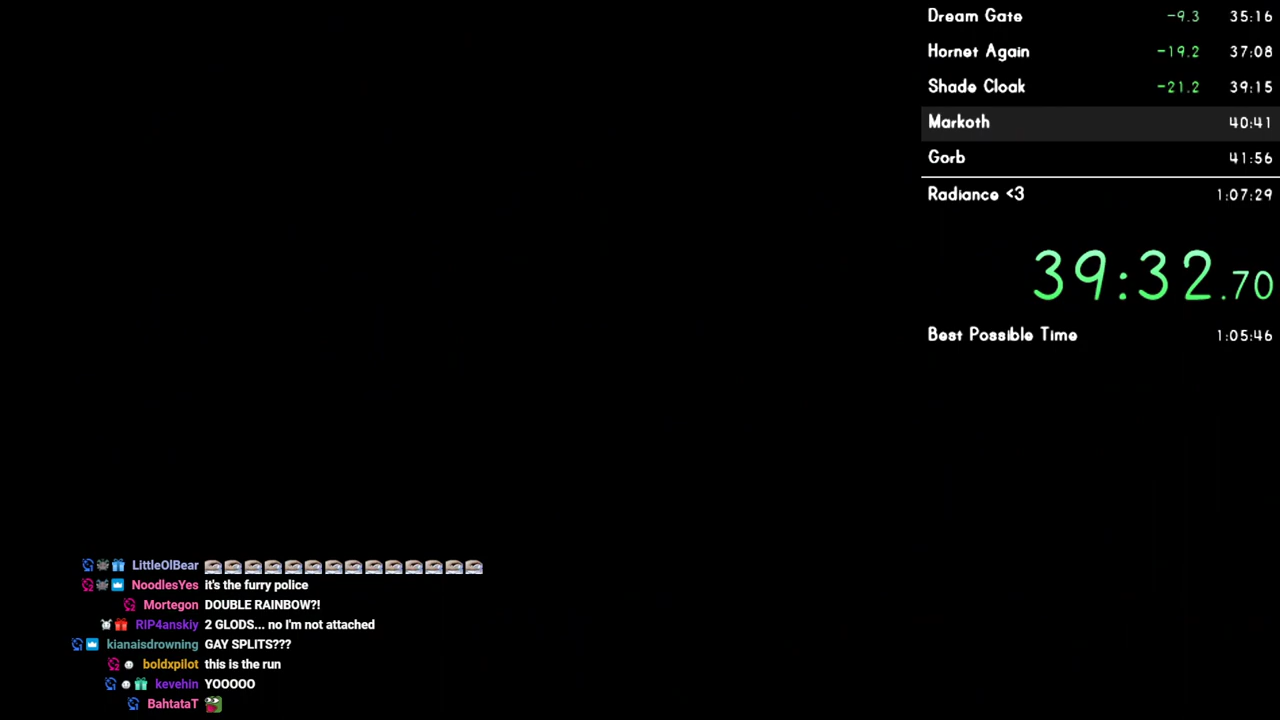 Dream Gate -9.3 35:16
Hornet Again -19.2 37:08
Shade Cloak -21.2 39:15
Markoth 40:41
Gorb 41:56
Radiance <3 1:07:29
39:32.70
Best Possible Time 1:05:46
LittleOlBear
NoodlesYes it's the furry police
Mortegon DOUBLE RAINBOW?!
RIP4anskiy 2 GLODS... no I'm not attached
kianaisdrowning GAY SPLITS???
boldxpilot this is the run
kevehin YOOOOO
BahtataT